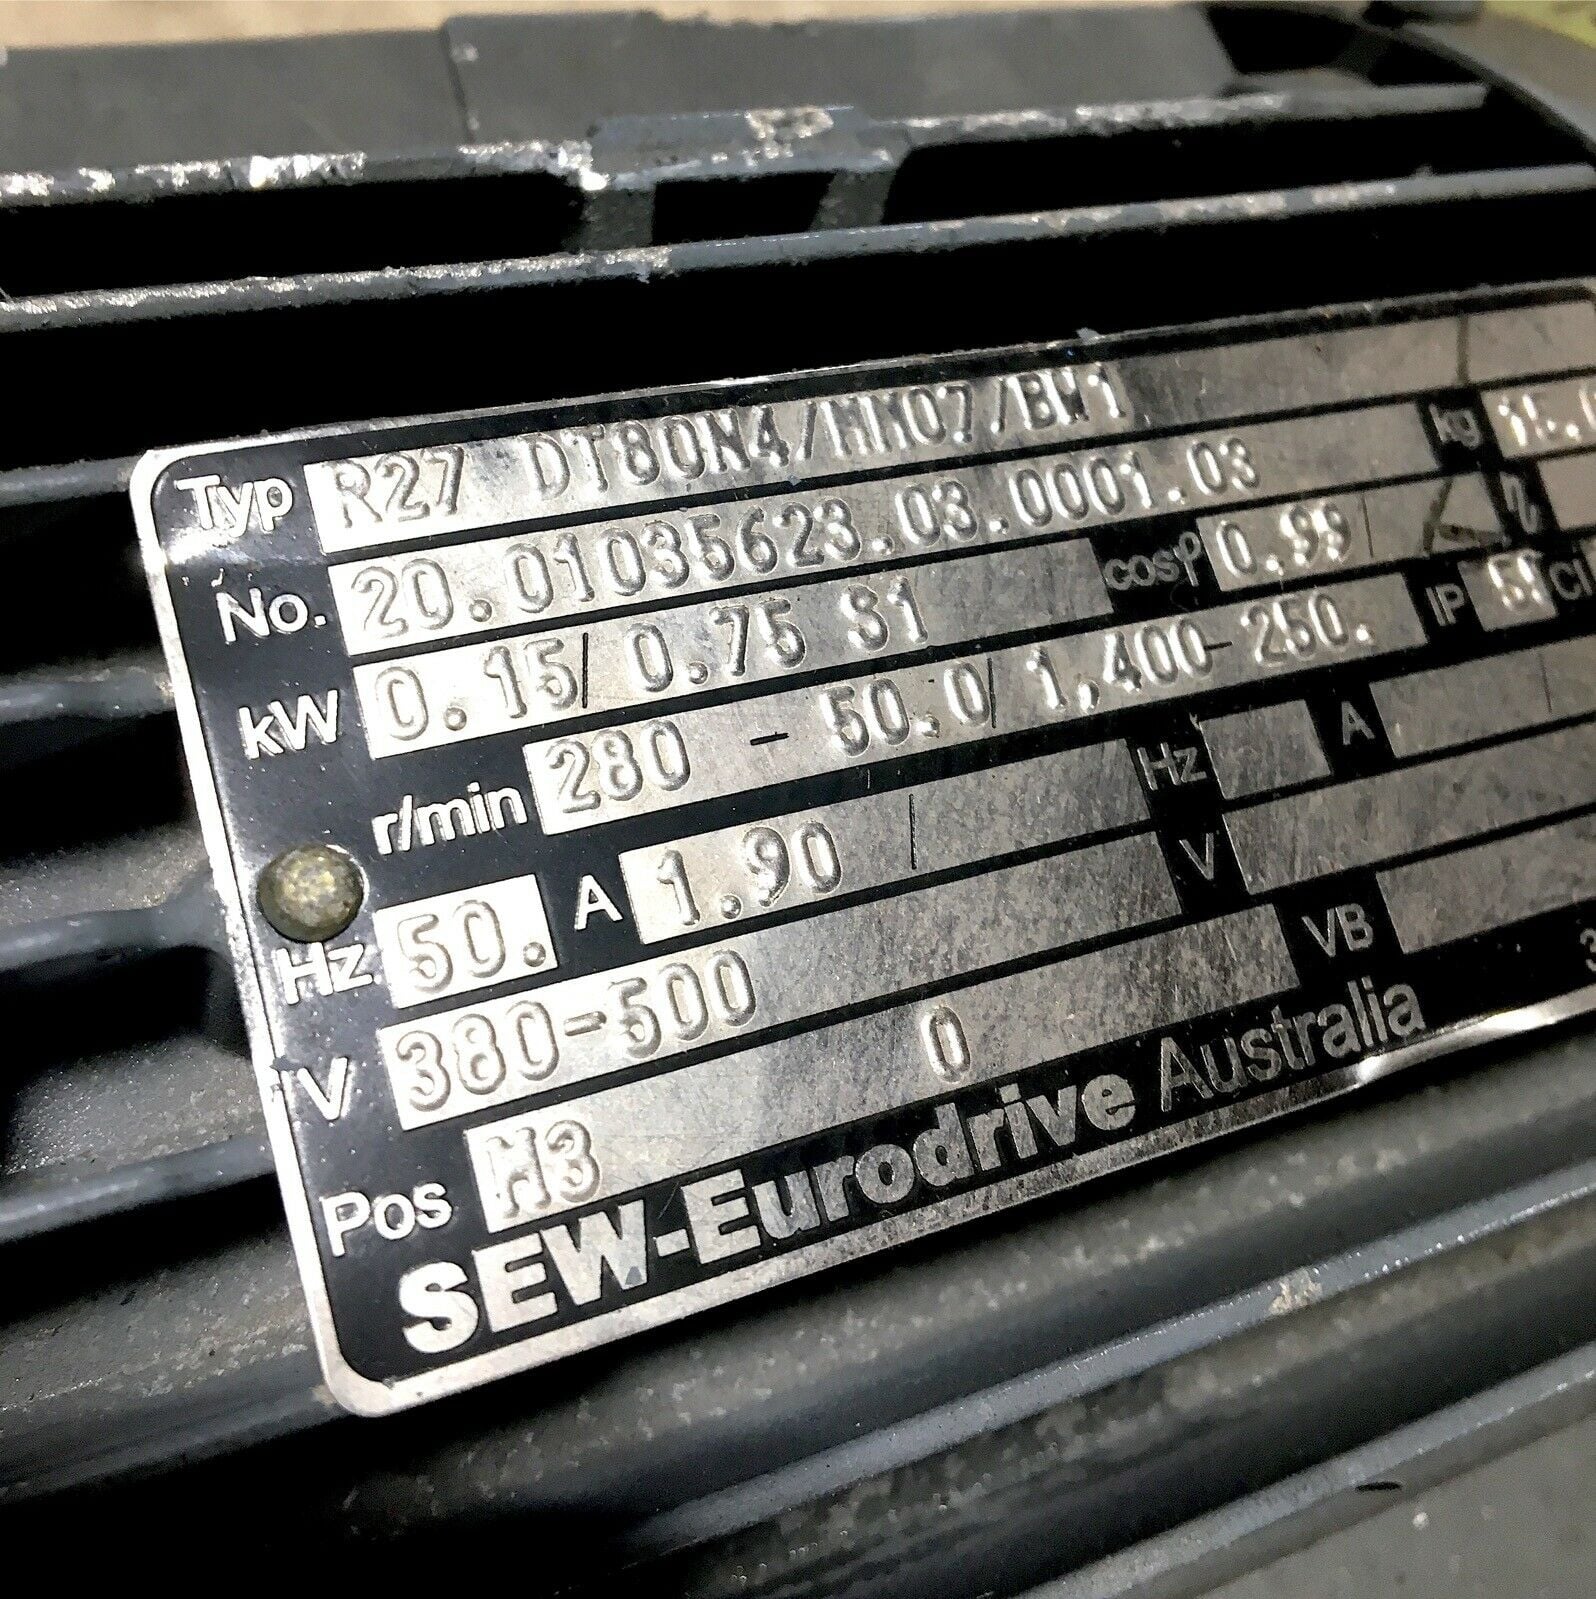 Typ R27 DT80N4/MM07/BW1
No. 20.01035623.03.0001.03 kg
kW 0.15/0.75 S1 cosφ 0.99
r/min 280 - 50.0/1,400-250. IP
Hz 50. A 1.90 Hz A
V 380-500 V
Pos M3 0 VB
SEW-Eurodrive Australia